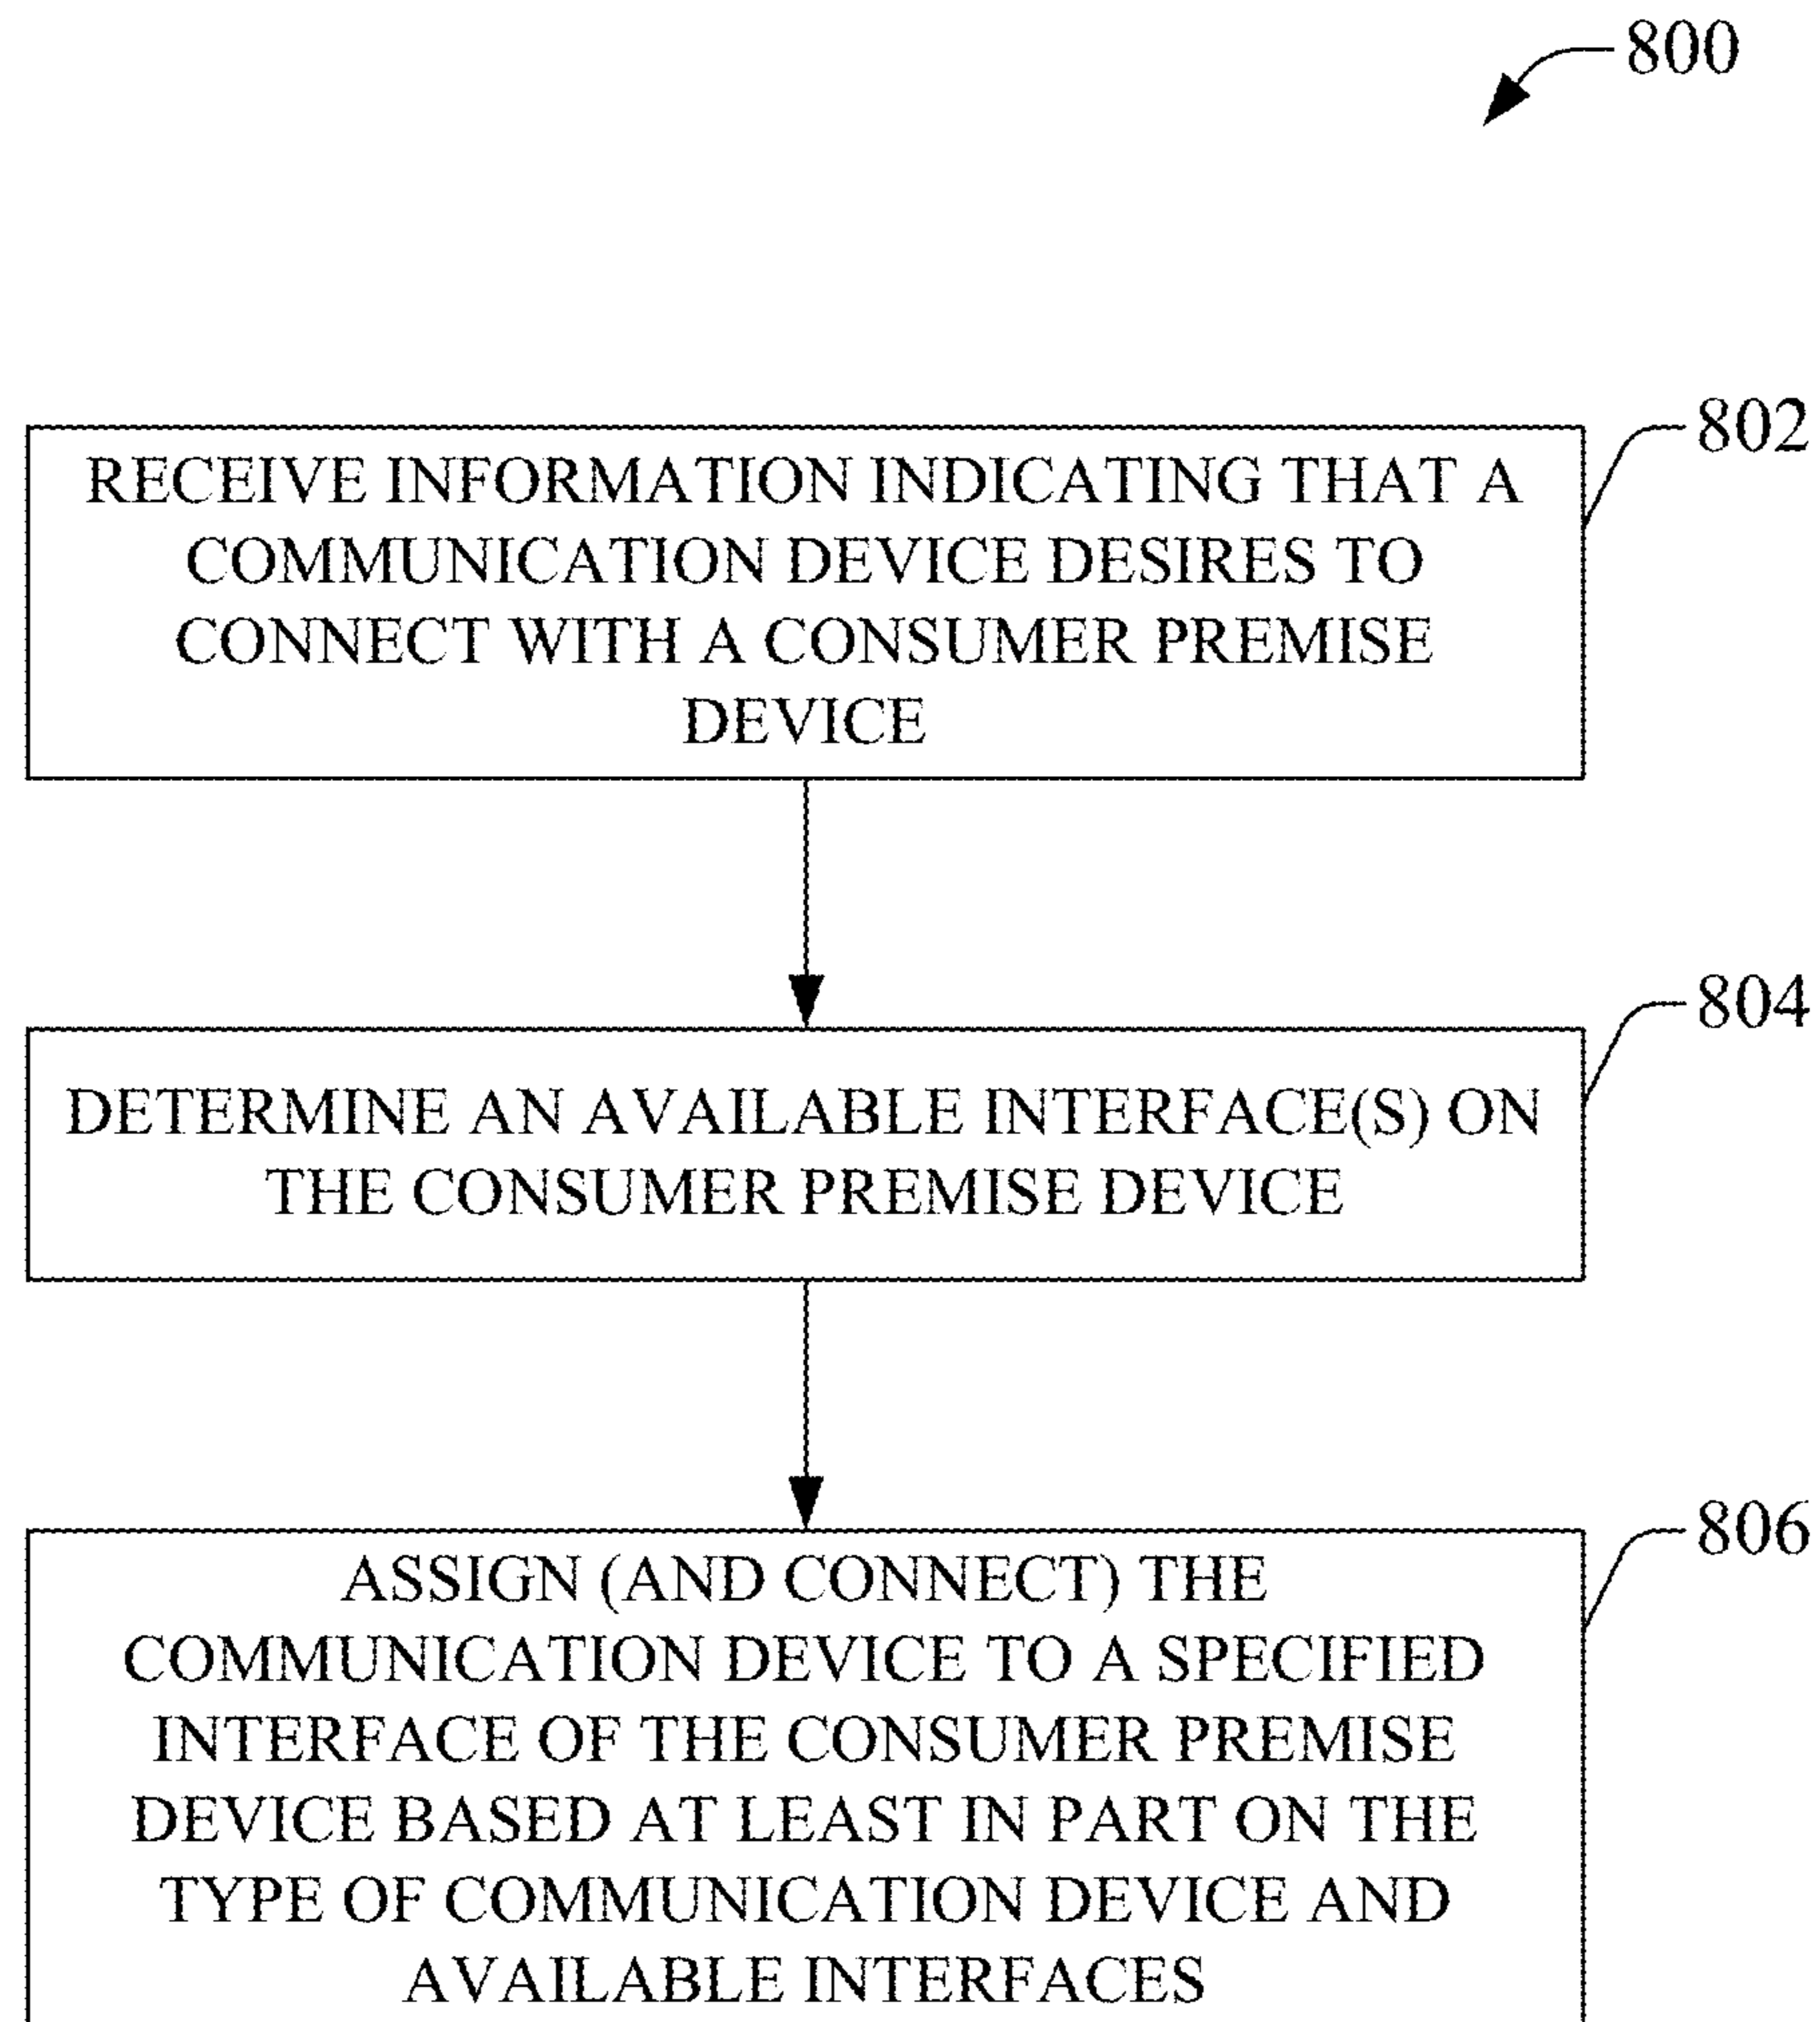 800
802
RECEIVE INFORMATION INDICATING THAT A
COMMUNICATION DEVICE DESIRES TO
CONNECT WITH A CONSUMER PREMISE
DEVICE
804
DETERMINE AN AVAILABLE INTERFACE(S) ON
THE CONSUMER PREMISE DEVICE
806
ASSIGN (AND CONNECT) THE
COMMUNICATION DEVICE TO A SPECIFIED
INTERFACE OF THE CONSUMER PREMISE
DEVICE BASED AT LEAST IN PART ON THE
TYPE OF COMMUNICATION DEVICE AND
AVAILABLE INTERFACES